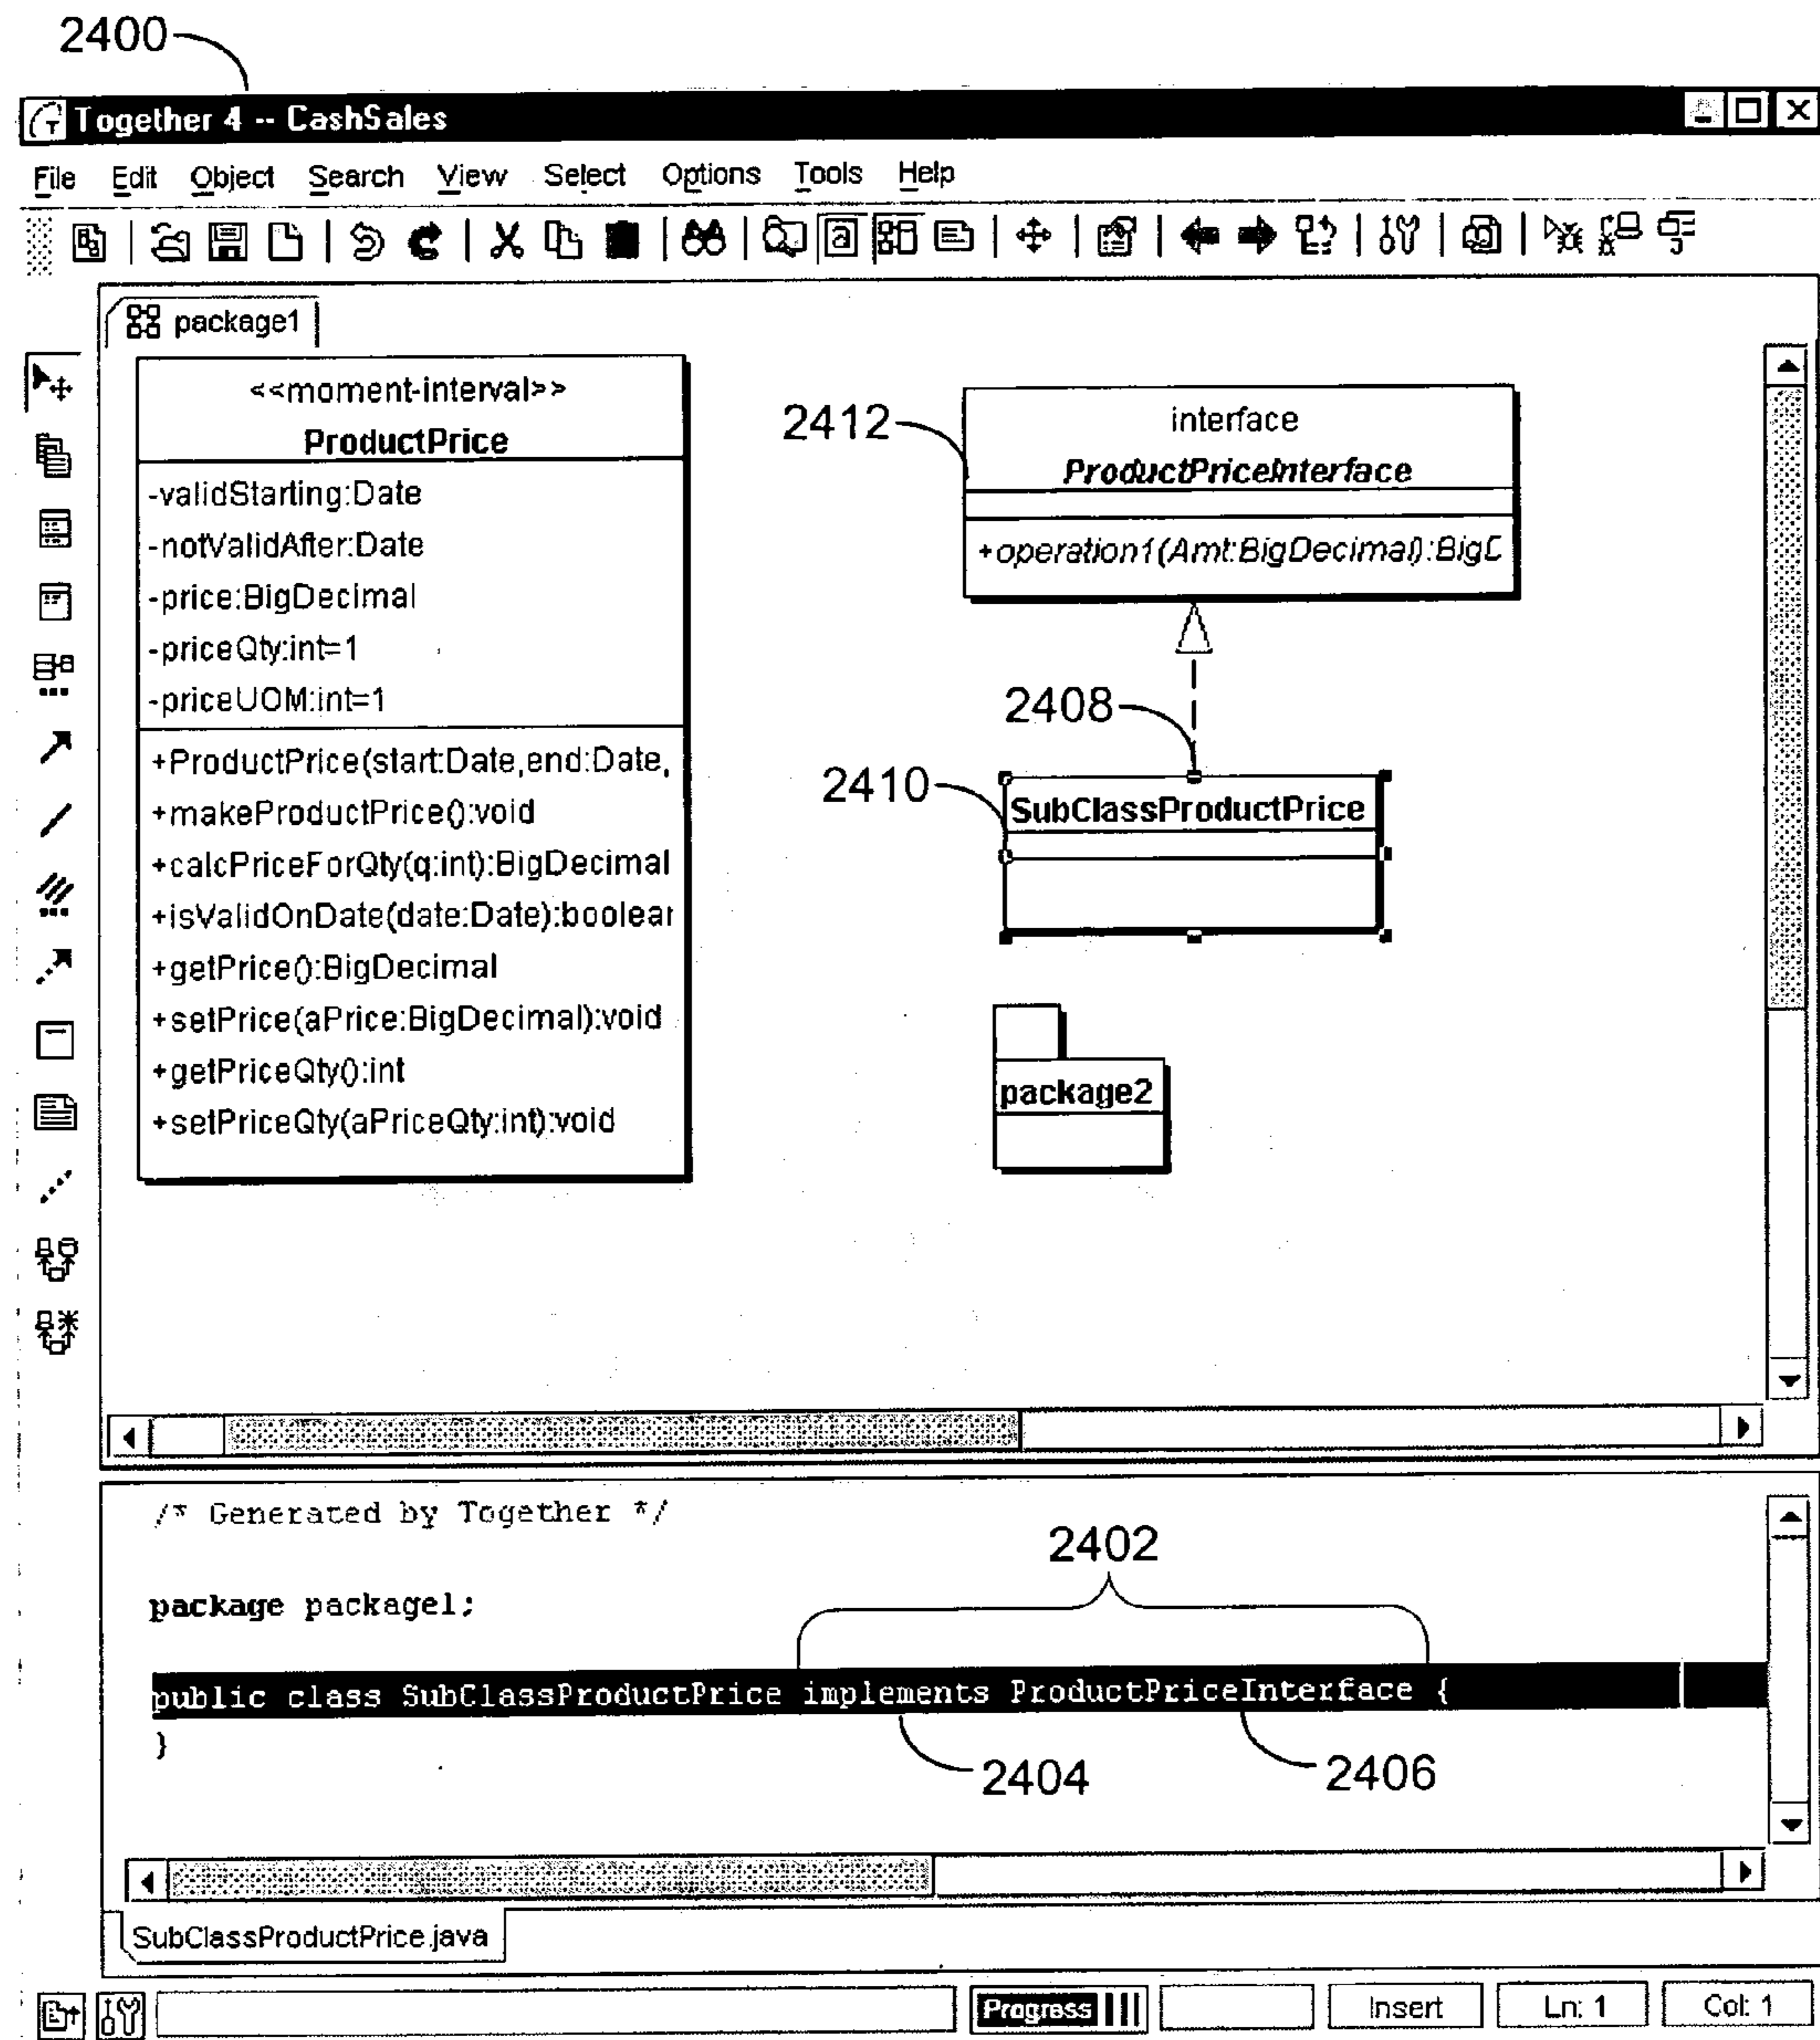 2400
Together 4 -- CashSales
File Edit Object Search View Select Options Tools Help
package1
<<moment-interval>>
ProductPrice
-validStarting:Date
-notValidAfter:Date
-price:BigDecimal
-priceQty:int=1
-priceUOM:int=1
+ProductPrice(start:Date,end:Date,
+makeProductPrice():void
+calcPriceForQty(q:int):BigDecimal
+isValidOnDate(date:Date):boolear
+getPrice():BigDecimal
+setPrice(aPrice:BigDecimal):void
+getPriceQty():int
+setPriceQty(aPriceQty:int):void
2412
interface
ProductPriceInterface
+operation1(Amt:BigDecimal):BigD
2408
2410
SubClassProductPrice
package2
/* Generated by Together */
2402
package package1;
public class SubClassProductPrice implements ProductPriceInterface {
}
2404
2406
SubClassProductPrice.java
Progress
Insert
Ln: 1
Col: 1